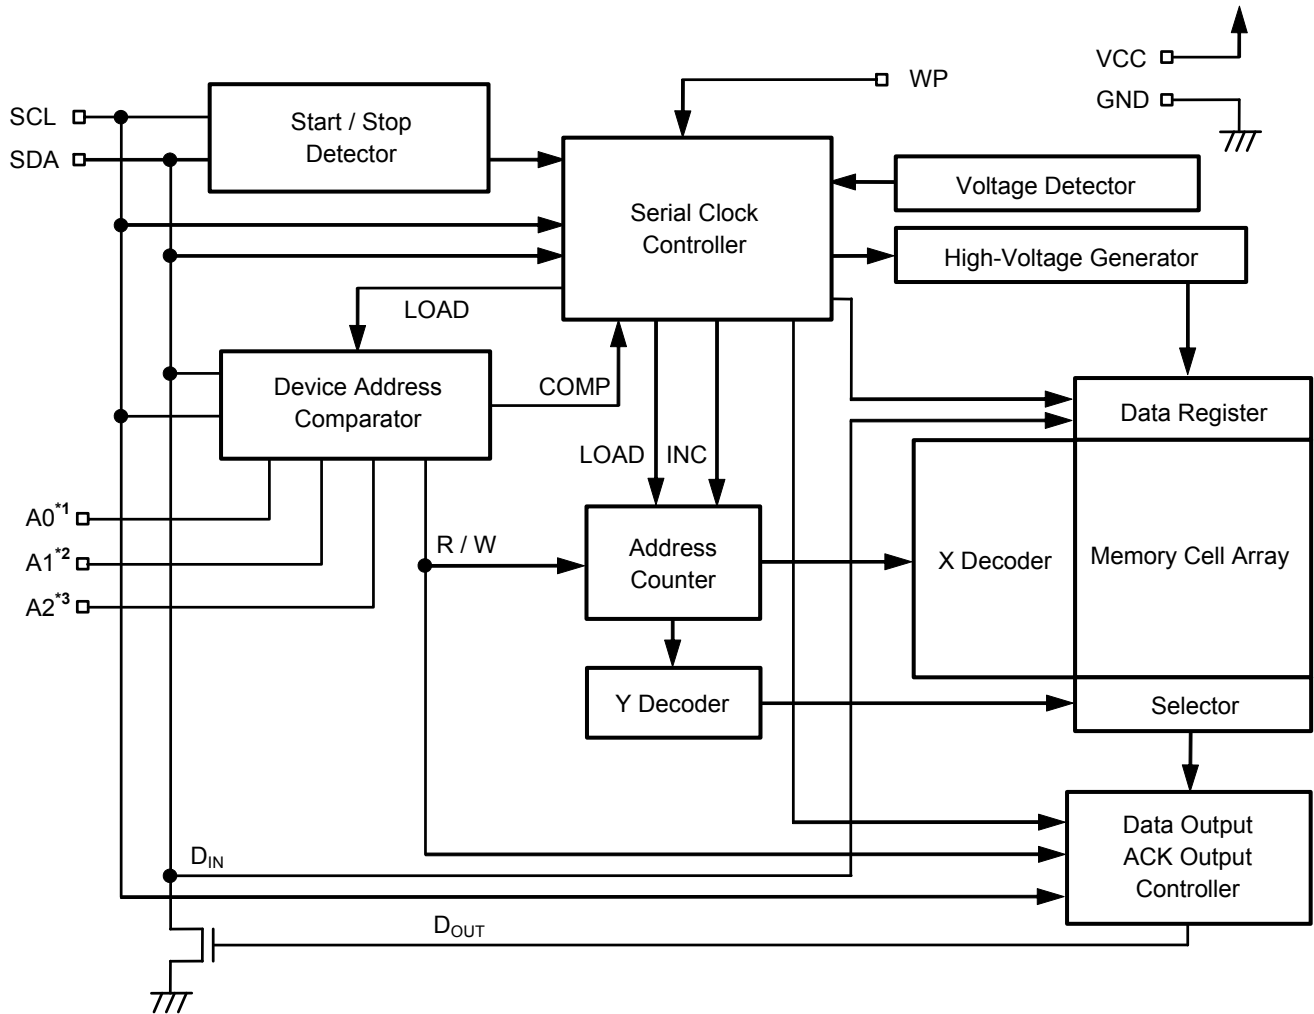 VCC
WP
GND
SCL
Start / Stop
Detector
SDA
Voltage Detector
Serial Clock
Controller
High-Voltage Generator
LOAD
Device Address
Comparator
COMP
Data Register
LOAD
INC
A0*1
R / W
Address
Counter
X Decoder
Memory Cell Array
A1*2
A2*3
Y Decoder
Selector
Data Output
ACK Output
Controller
DIN
DOUT